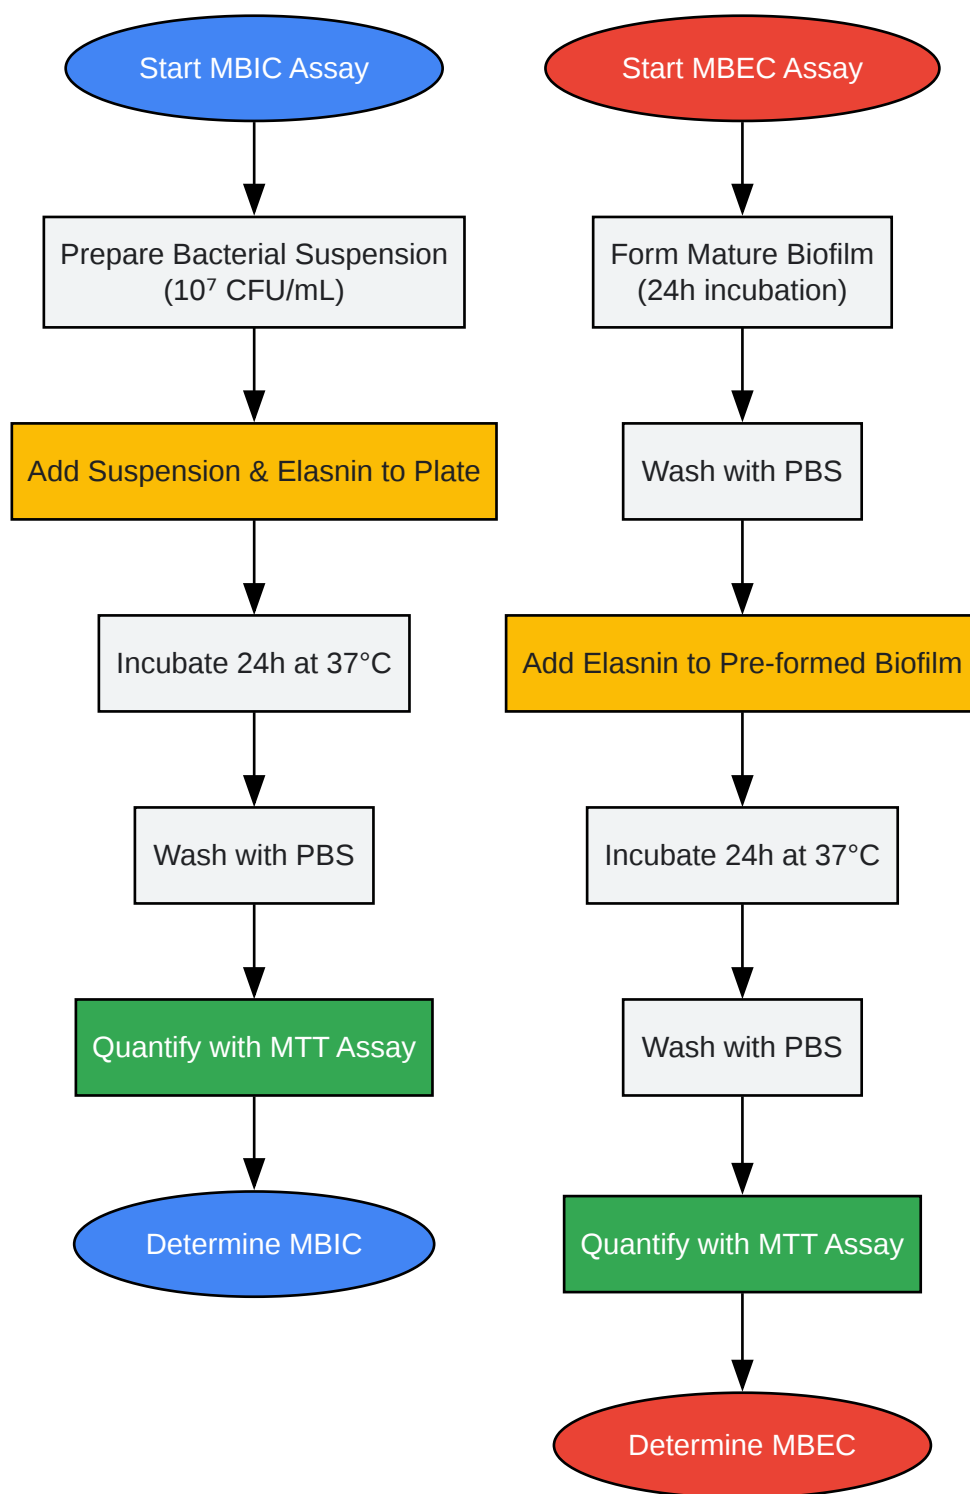 Start MBIC Assay
Prepare Bacterial Suspension
(10⁷ CFU/mL)
Add Suspension & Elasnin to Plate
Incubate 24h at 37°C
Wash with PBS
Quantify with MTT Assay
Determine MBIC
Start MBEC Assay
Form Mature Biofilm
(24h incubation)
Wash with PBS
Add Elasnin to Pre-formed Biofilm
Incubate 24h at 37°C
Wash with PBS
Quantify with MTT Assay
Determine MBEC